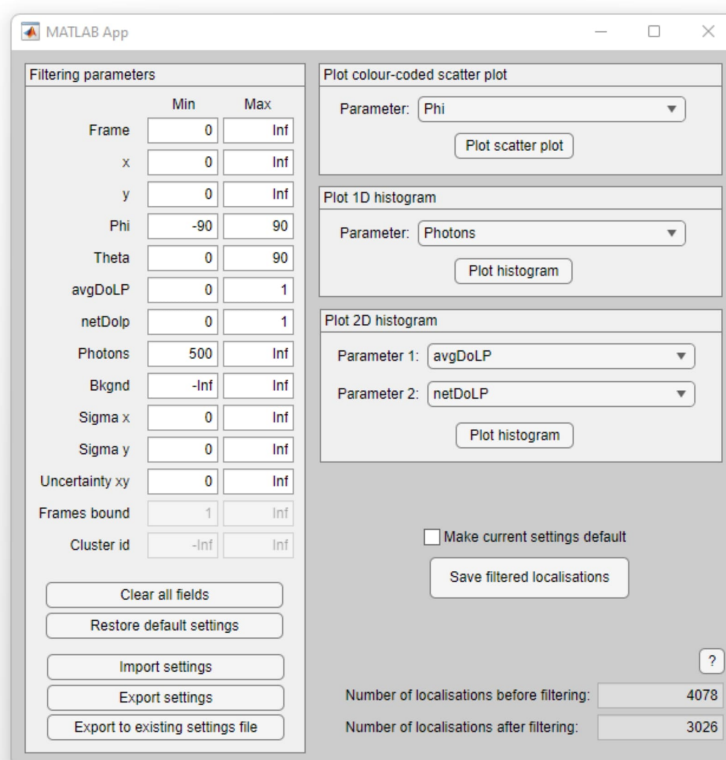 MATLAB App
Filtering parameters
Min Max
Frame 0 Inf
x 0 Inf
y 0 Inf
Phi -90 90
Theta 0 90
avgDoLP 0 1
netDolp 0 1
Photons 500 Inf
Bkgnd -Inf Inf
Sigma x 0 Inf
Sigma y 0 Inf
Uncertainty xy 0 Inf
Frames bound 1 Inf
Cluster id -Inf Inf
Clear all fields
Restore default settings
Import settings
Export settings
Export to existing settings file
Plot colour-coded scatter plot
Parameter: Phi
Plot scatter plot
Plot 1D histogram
Parameter: Photons
Plot histogram
Plot 2D histogram
Parameter 1: avgDoLP
Parameter 2: netDoLP
Plot histogram
Make current settings default
Save filtered localisations
?
Number of localisations before filtering: 4078
Number of localisations after filtering: 3026